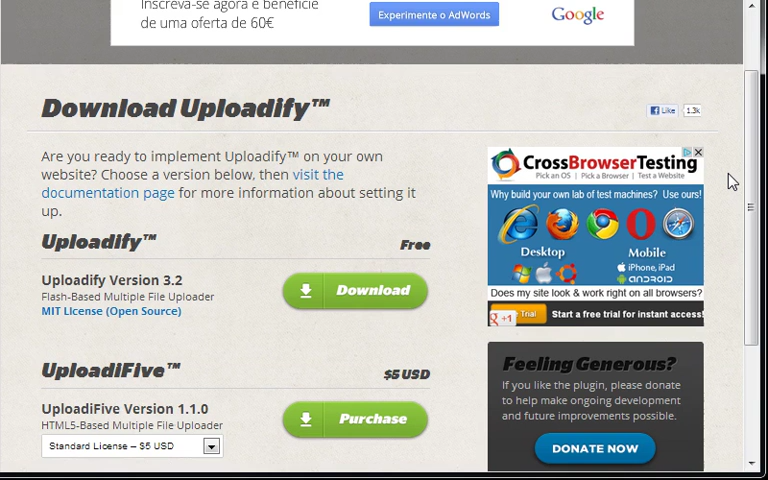 Inscreva-se agora e beneficie
de uma oferta de 60€
Experimente o AdWords
Google
Download Uploadify™
Like
1.3k
Are you ready to implement Uploadify™ on your own
website? Choose a version below, then visit the
documentation page for more information about setting it
up.
Uploadify™
Free
Uploadify Version 3.2
Flash-Based Multiple File Uploader
MIT License (Open Source)
Download
UploadiFive™
$5 USD
UploadiFive Version 1.1.0
HTML5-Based Multiple File Uploader
Standard License – $5 USD
Purchase
CrossBrowserTesting
Pick an OS | Pick a Browser | Test a Website
Why build your own lab of test machines? Use ours!
Desktop
Mobile
iPhone, iPad
ANDROID
Does my site look & work right on all browsers?
+1
Trial
Start a free trial for instant access!
Feeling Generous?
If you like the plugin, please donate
to help make ongoing development
and future improvements possible.
DONATE NOW